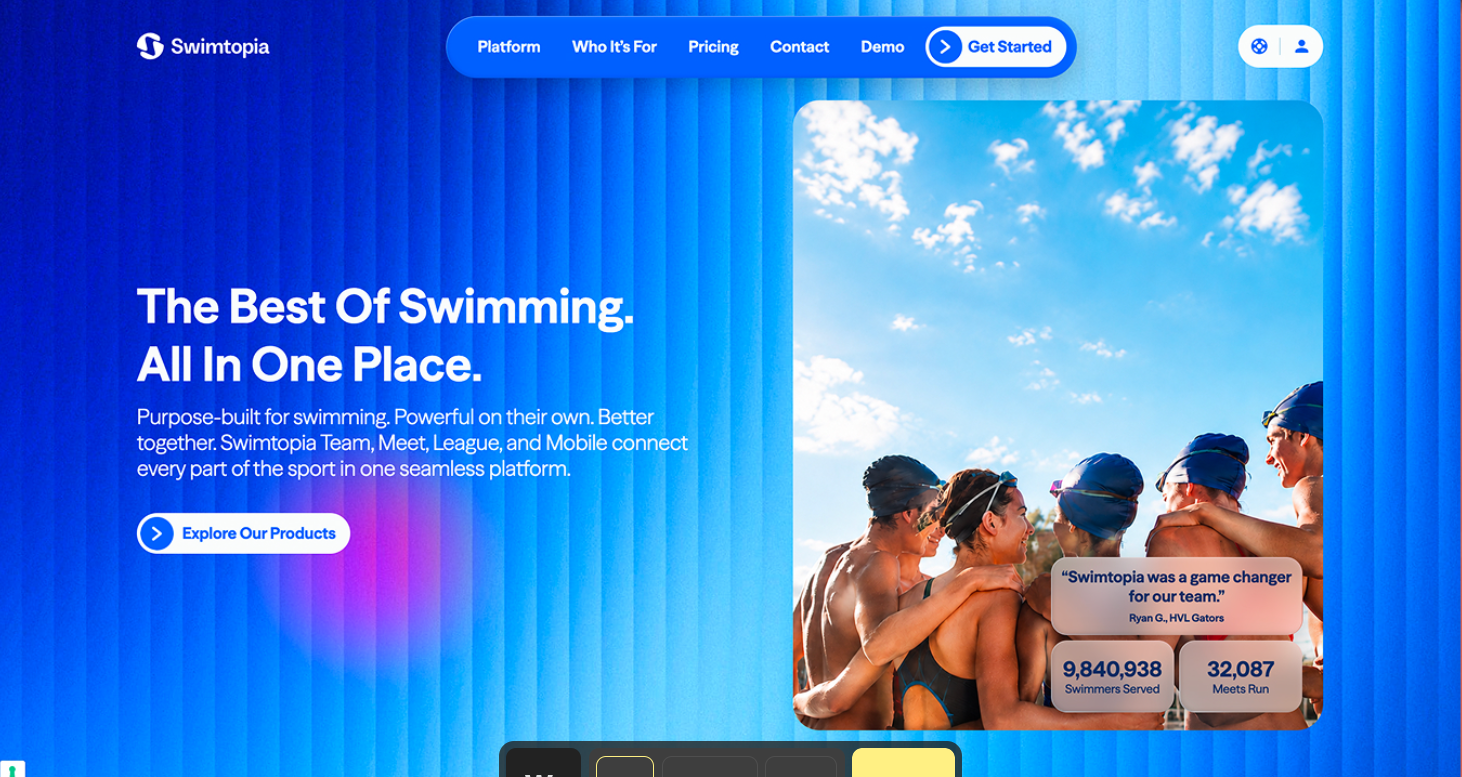 Swimtopia
Platform
Who It's For
Pricing
Contact
Demo
Get Started
The Best Of Swimming.
All In One Place.
Purpose-built for swimming. Powerful on their own. Better
together. Swimtopia Team, Meet, League, and Mobile connect
every part of the sport in one seamless platform.
Explore Our Products
“Swimtopia was a game changer
for our team.”
Ryan G., HVL Gators
9,840,938
Swimmers Served
32,087
Meets Run